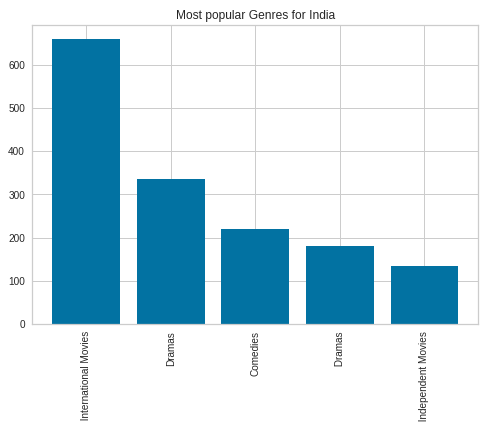 Most popular Genres for India
600
500
400
300
200
100
0
International Movies
Dramas
Comedies
Dramas
Independent Movies